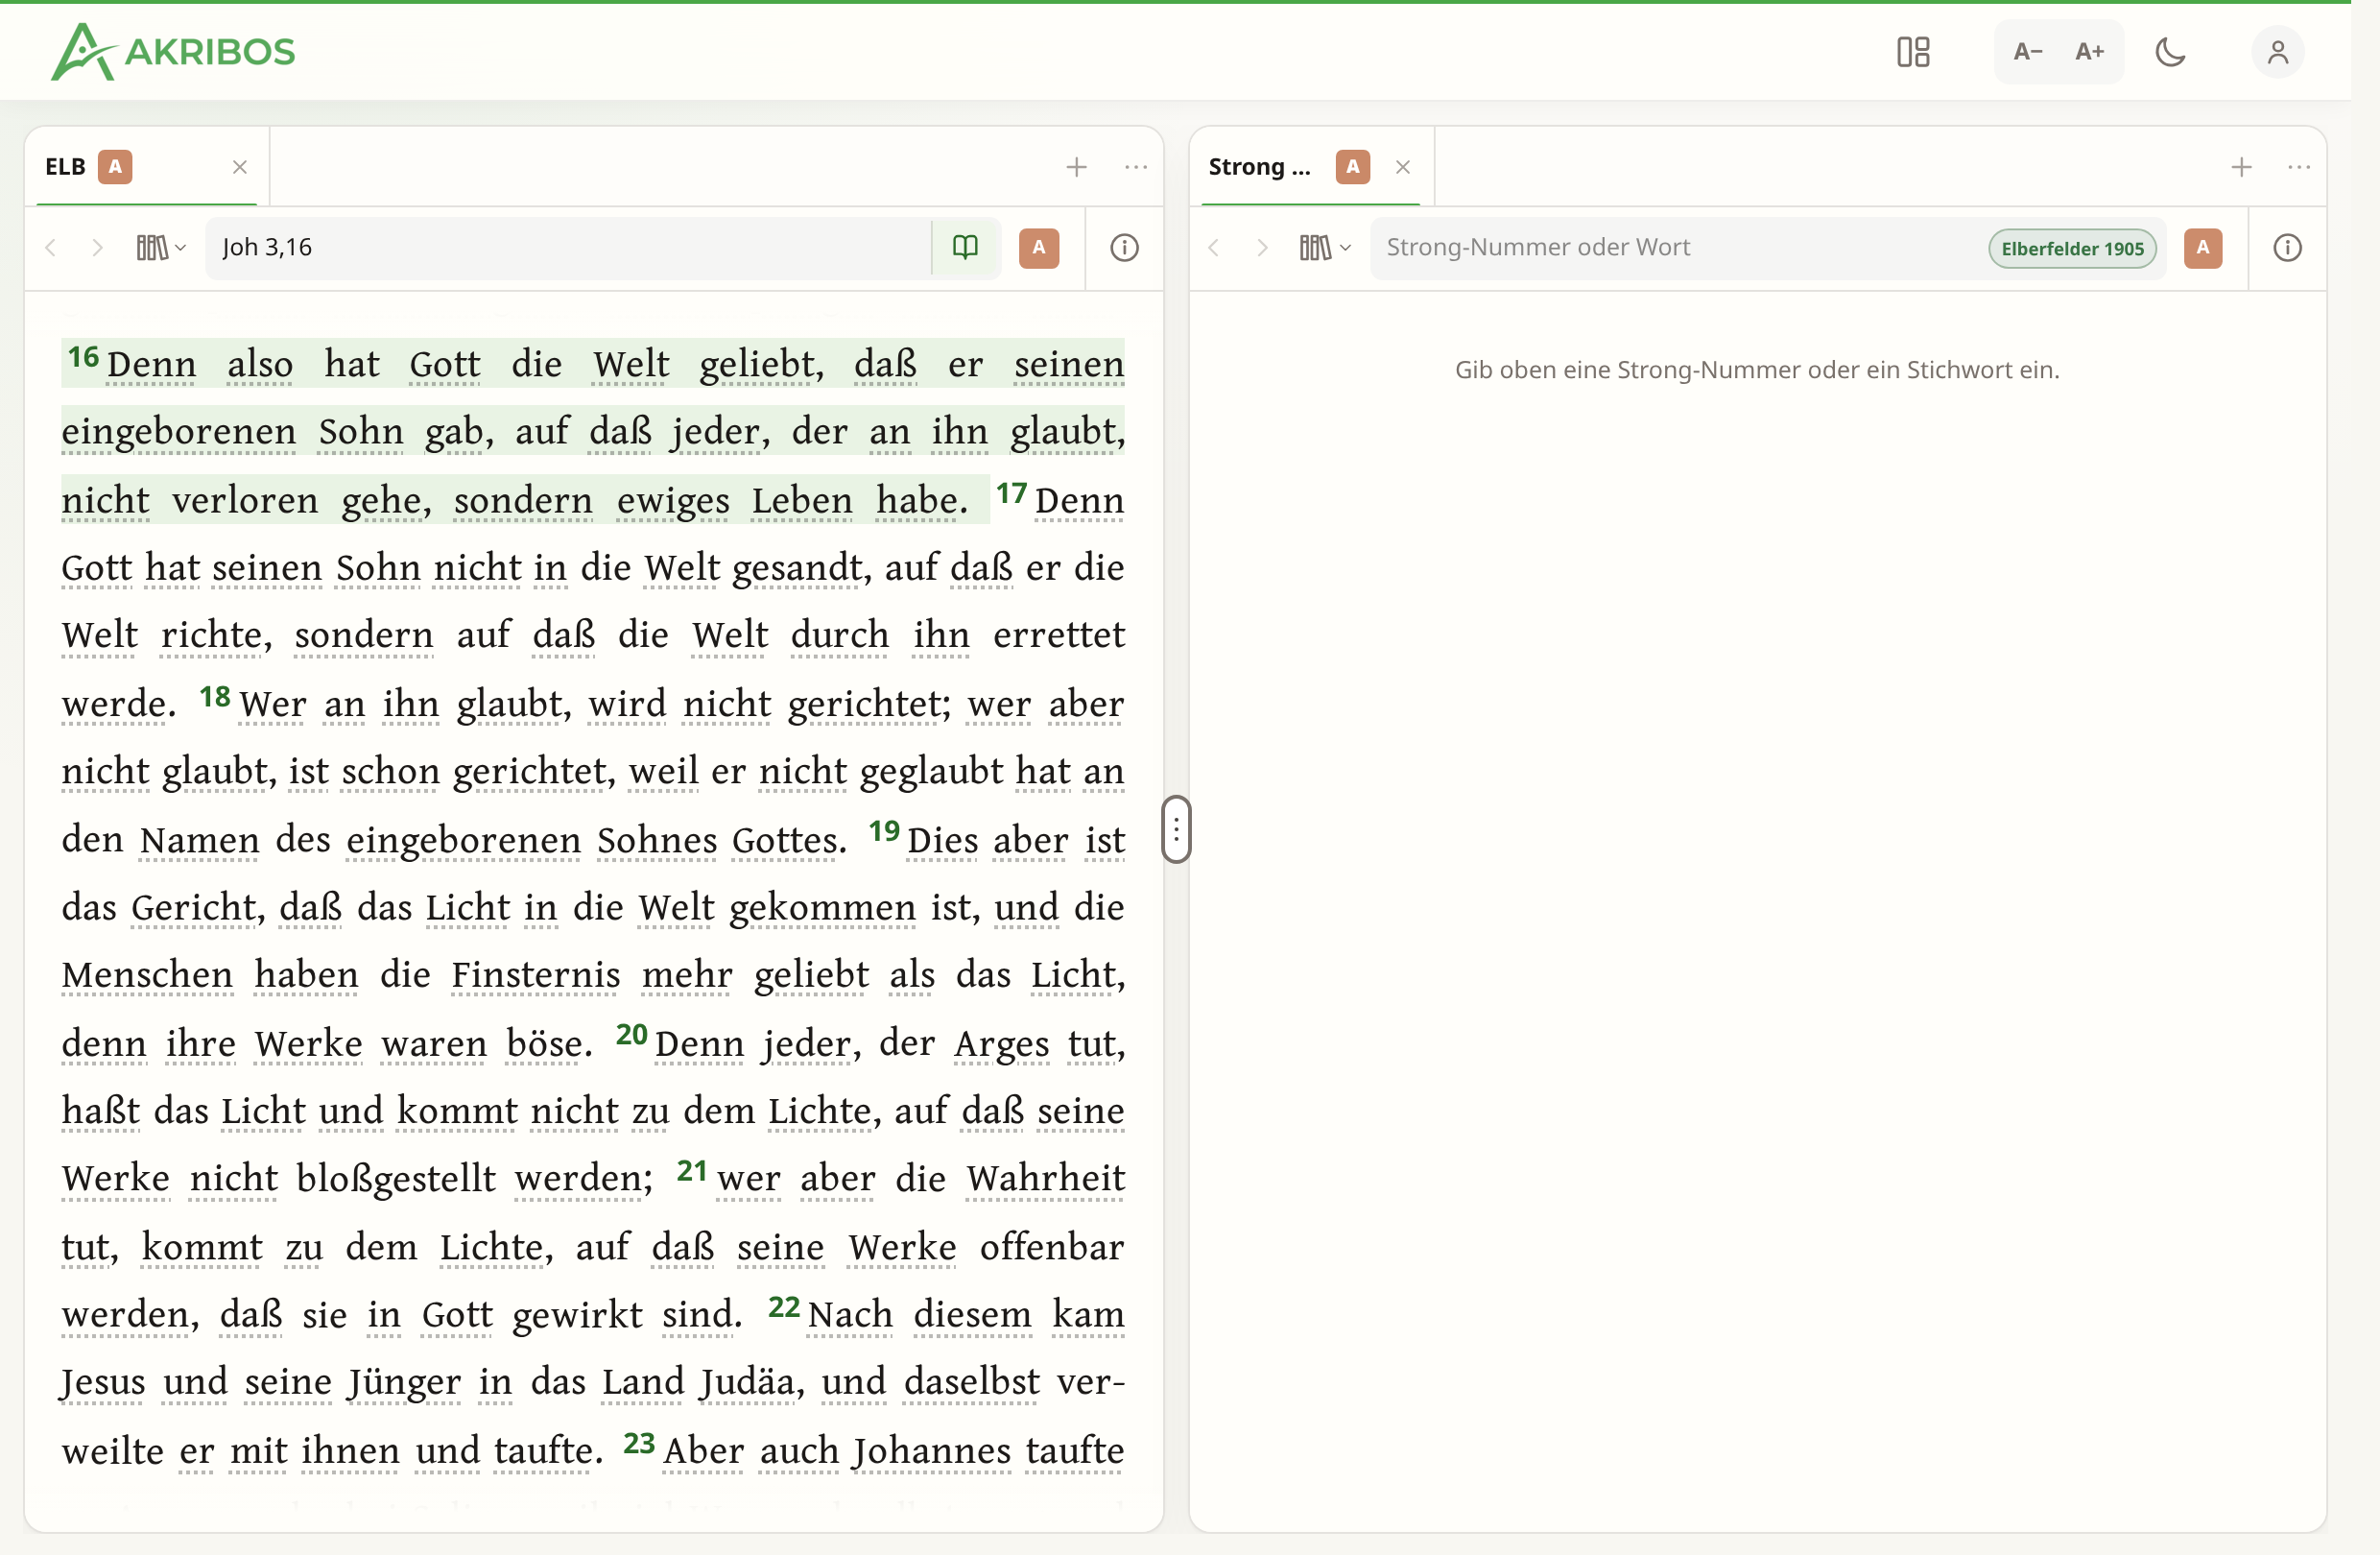 AKRIBOS
A− A+
ELB A
Strong ... A
Joh 3,16 A
Strong-Nummer oder Wort Elberfelder 1905 A
16 Denn also hat Gott die Welt geliebt, daß er seinen
eingeborenen Sohn gab, auf daß jeder, der an ihn glaubt,
nicht verloren gehe, sondern ewiges Leben habe. 17 Denn
Gott hat seinen Sohn nicht in die Welt gesandt, auf daß er die
Welt richte, sondern auf daß die Welt durch ihn errettet
werde. 18 Wer an ihn glaubt, wird nicht gerichtet; wer aber
nicht glaubt, ist schon gerichtet, weil er nicht geglaubt hat an
den Namen des eingeborenen Sohnes Gottes. 19 Dies aber ist
das Gericht, daß das Licht in die Welt gekommen ist, und die
Menschen haben die Finsternis mehr geliebt als das Licht,
denn ihre Werke waren böse. 20 Denn jeder, der Arges tut,
haßt das Licht und kommt nicht zu dem Lichte, auf daß seine
Werke nicht bloßgestellt werden; 21 wer aber die Wahrheit
tut, kommt zu dem Lichte, auf daß seine Werke offenbar
werden, daß sie in Gott gewirkt sind. 22 Nach diesem kam
Jesus und seine Jünger in das Land Judäa, und daselbst ver-
weilte er mit ihnen und taufte. 23 Aber auch Johannes taufte
Gib oben eine Strong-Nummer oder ein Stichwort ein.